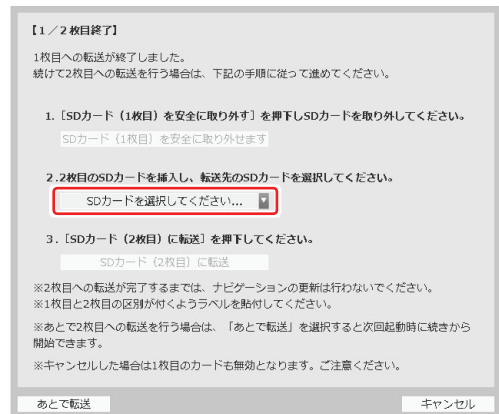 【1／2枚目終了】
1枚目への転送が終了しました。
続けて2枚目への転送を行う場合は、下記の手順に従って進めてください。
1.［SDカード（1枚目）を安全に取り外す］を押下しSDカードを取り外してください。
SDカード（1枚目）を安全に取り外せます
2.2枚目のSDカードを挿入し、転送先のSDカードを選択してください。
SDカードを選択してください...
3.［SDカード（2枚目）に転送］を押下してください。
SDカード（2枚目）に転送
※2枚目への転送が完了するまでは、ナビゲーションの更新は行わないでください。
※1枚目と2枚目の区別が付くようラベルを貼付してください。
※あとで2枚目への転送を行う場合は、「あとで転送」を選択すると次回起動時に続きから
開始できます。
※キャンセルした場合は1枚目のカードも無効となります。ご注意ください。
あとで転送
キャンセル